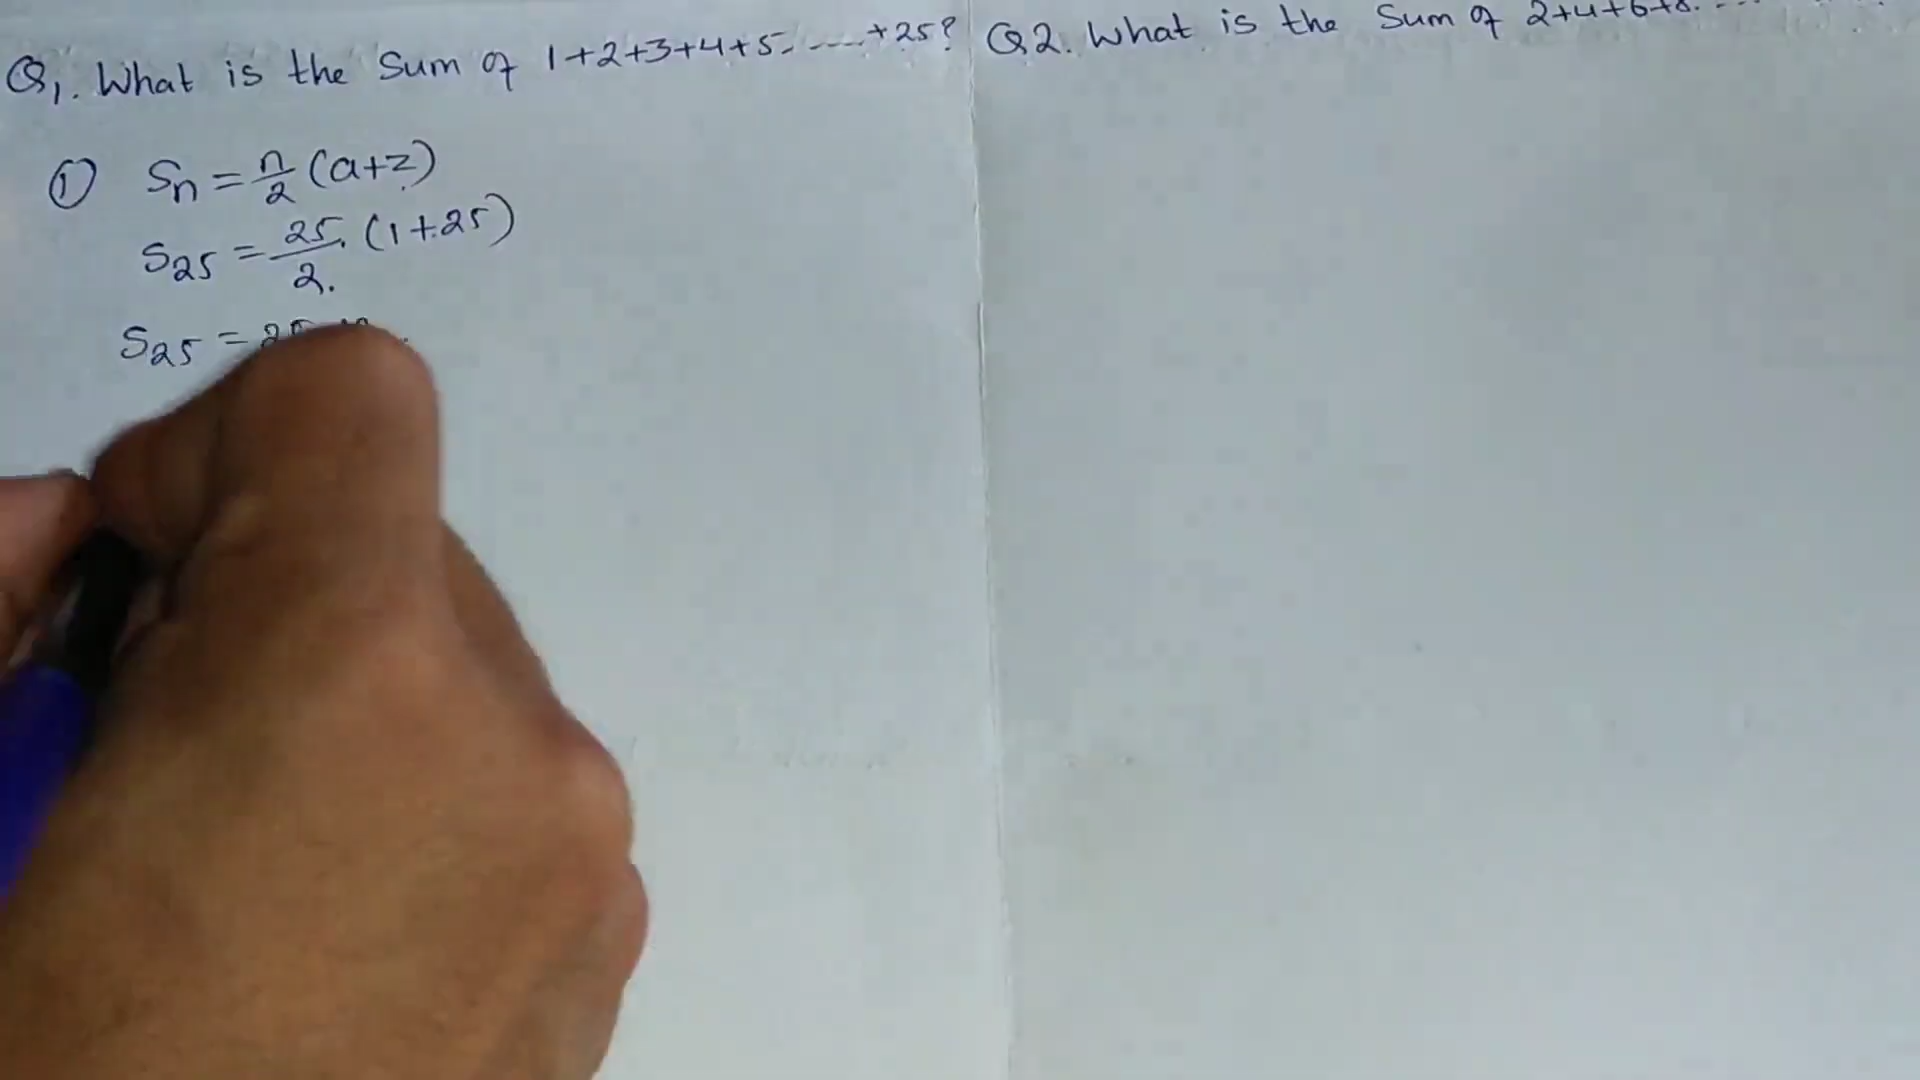 Q1. What is the Sum of 1+2+3+4+5-----+25?
Q2. What is the Sum of 2+4+6+8
① Sn = n/2 (a+z)
S25 = 25/2 (1+25)
S25 =